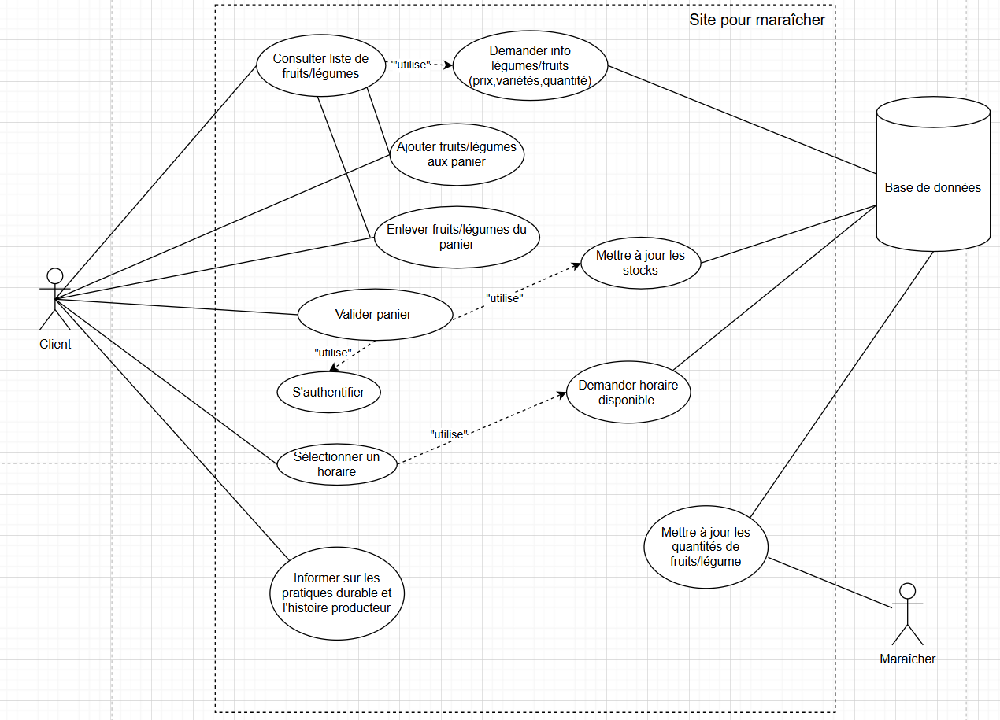 Site pour maraîcher
Consulter liste de
fruits/légumes
"utilise"
Demander info
légumes/fruits
(prix,variétés,quantité)
Ajouter fruits/légumes
aux panier
Base de données
Enlever fruits/légumes du
panier
Mettre à jour les
stocks
"utilise"
Valider panier
Client
"utilise"
S'authentifier
Demander horaire
disponible
"utilise"
Sélectionner un
horaire
Mettre à jour les
quantités de
fruits/légume
Informer sur les
pratiques durable et
l'histoire producteur
Maraîcher